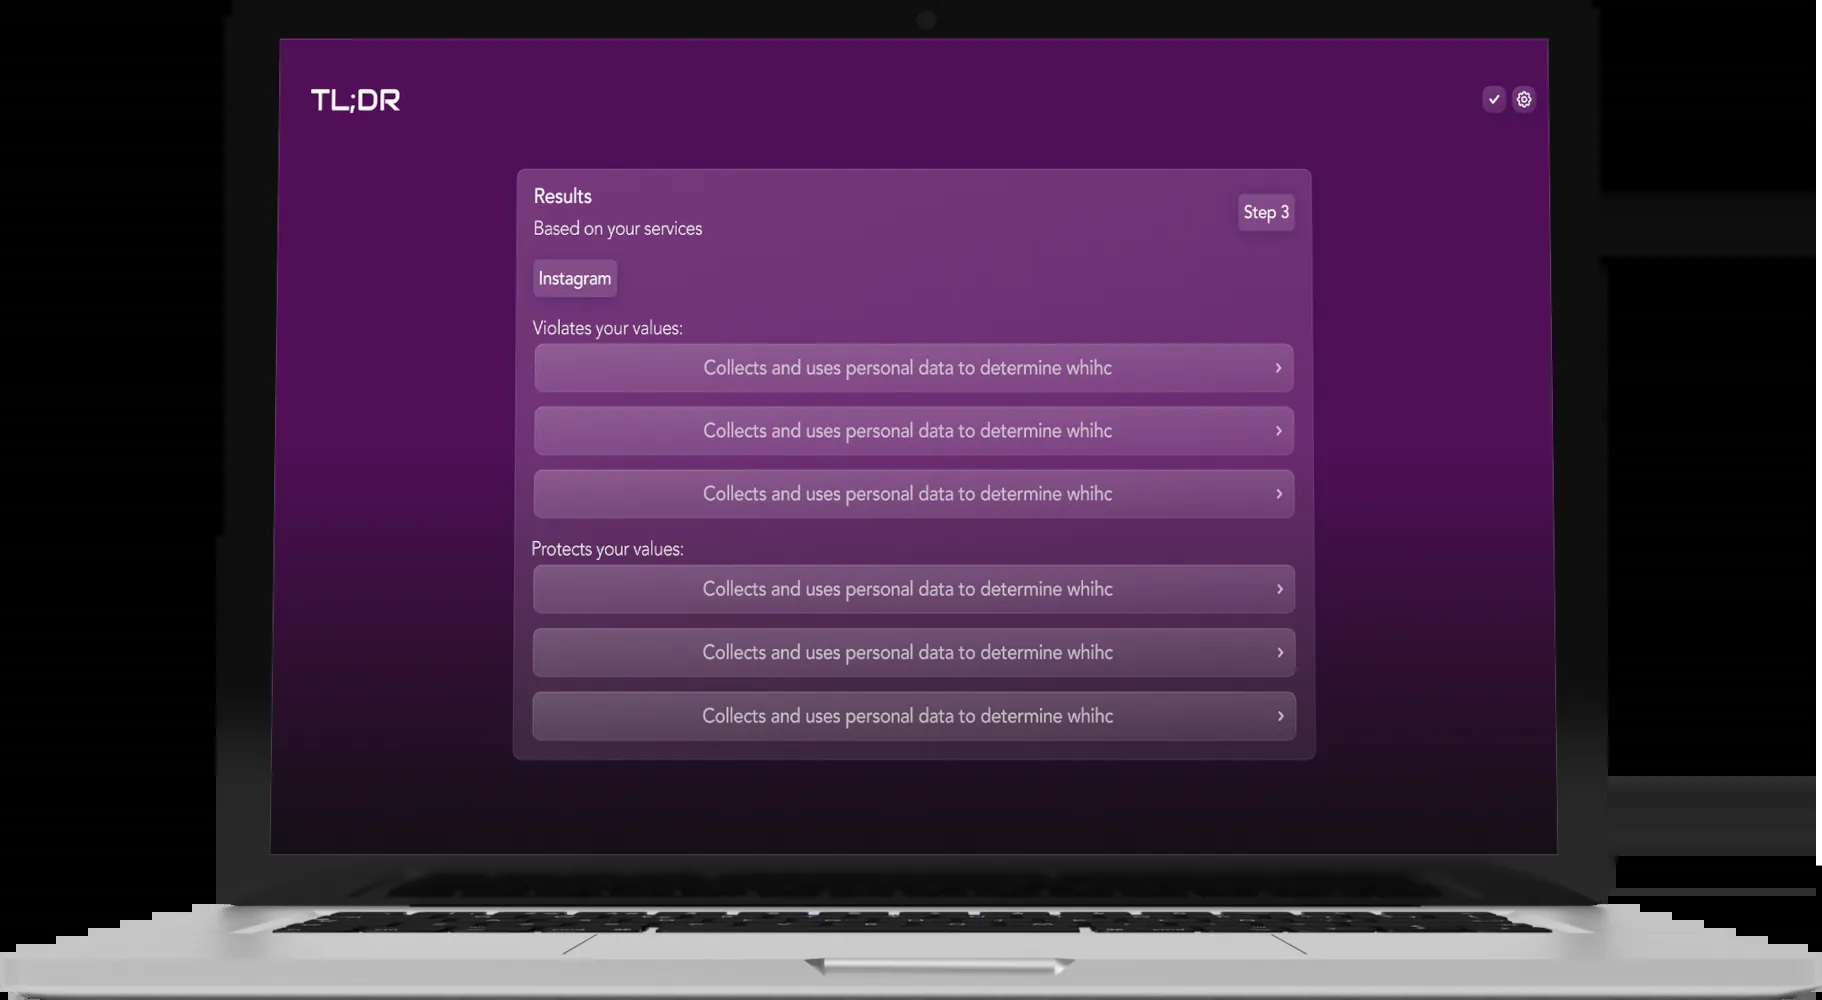 TL;DR
Results
Step 3
Based on your services
Instagram
Violates your values:
Collects and uses personal data to determine whihc
Collects and uses personal data to determine whihc
Collects and uses personal data to determine whihc
Protects your values:
Collects and uses personal data to determine whihc
Collects and uses personal data to determine whihc
Collects and uses personal data to determine whihc